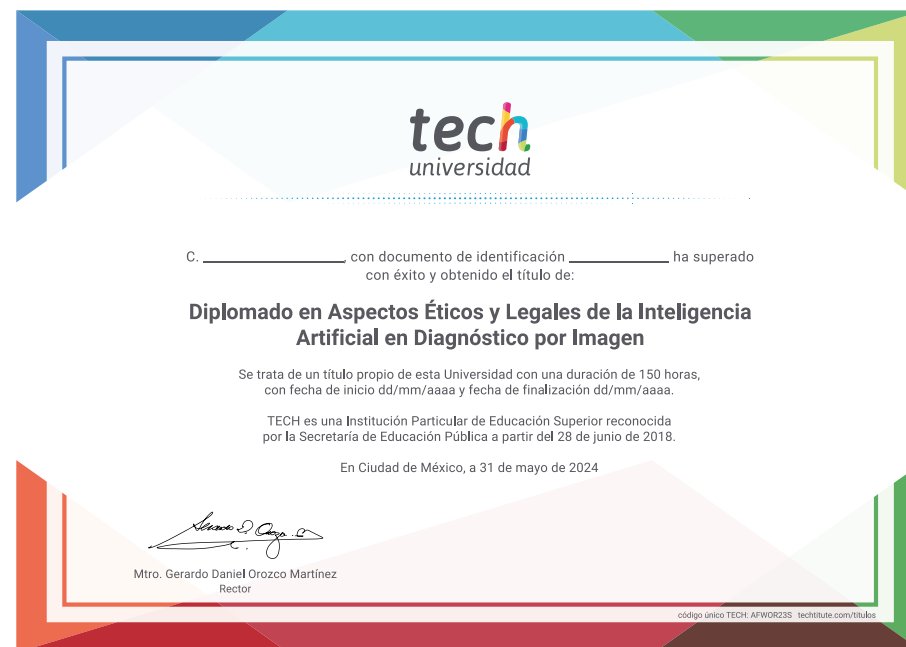 tech
universidad
C. ____________, con documento de identificación ____________ ha superado
con éxito y obtenido el título de:
Diplomado en Aspectos Éticos y Legales de la Inteligencia
Artificial en Diagnóstico por Imagen
Se trata de un título propio de esta Universidad con una duración de 150 horas,
con fecha de inicio dd/mm/aaaa y fecha de finalización dd/mm/aaaa.
TECH es una Institución Particular de Educación Superior reconocida
por la Secretaría de Educación Pública a partir del 28 de junio de 2018.
En Ciudad de México, a 31 de mayo de 2024
Mtro. Gerardo Daniel Orozco Martínez
Rector
código único TECH: AFWOR23S techtitute.com/titulos